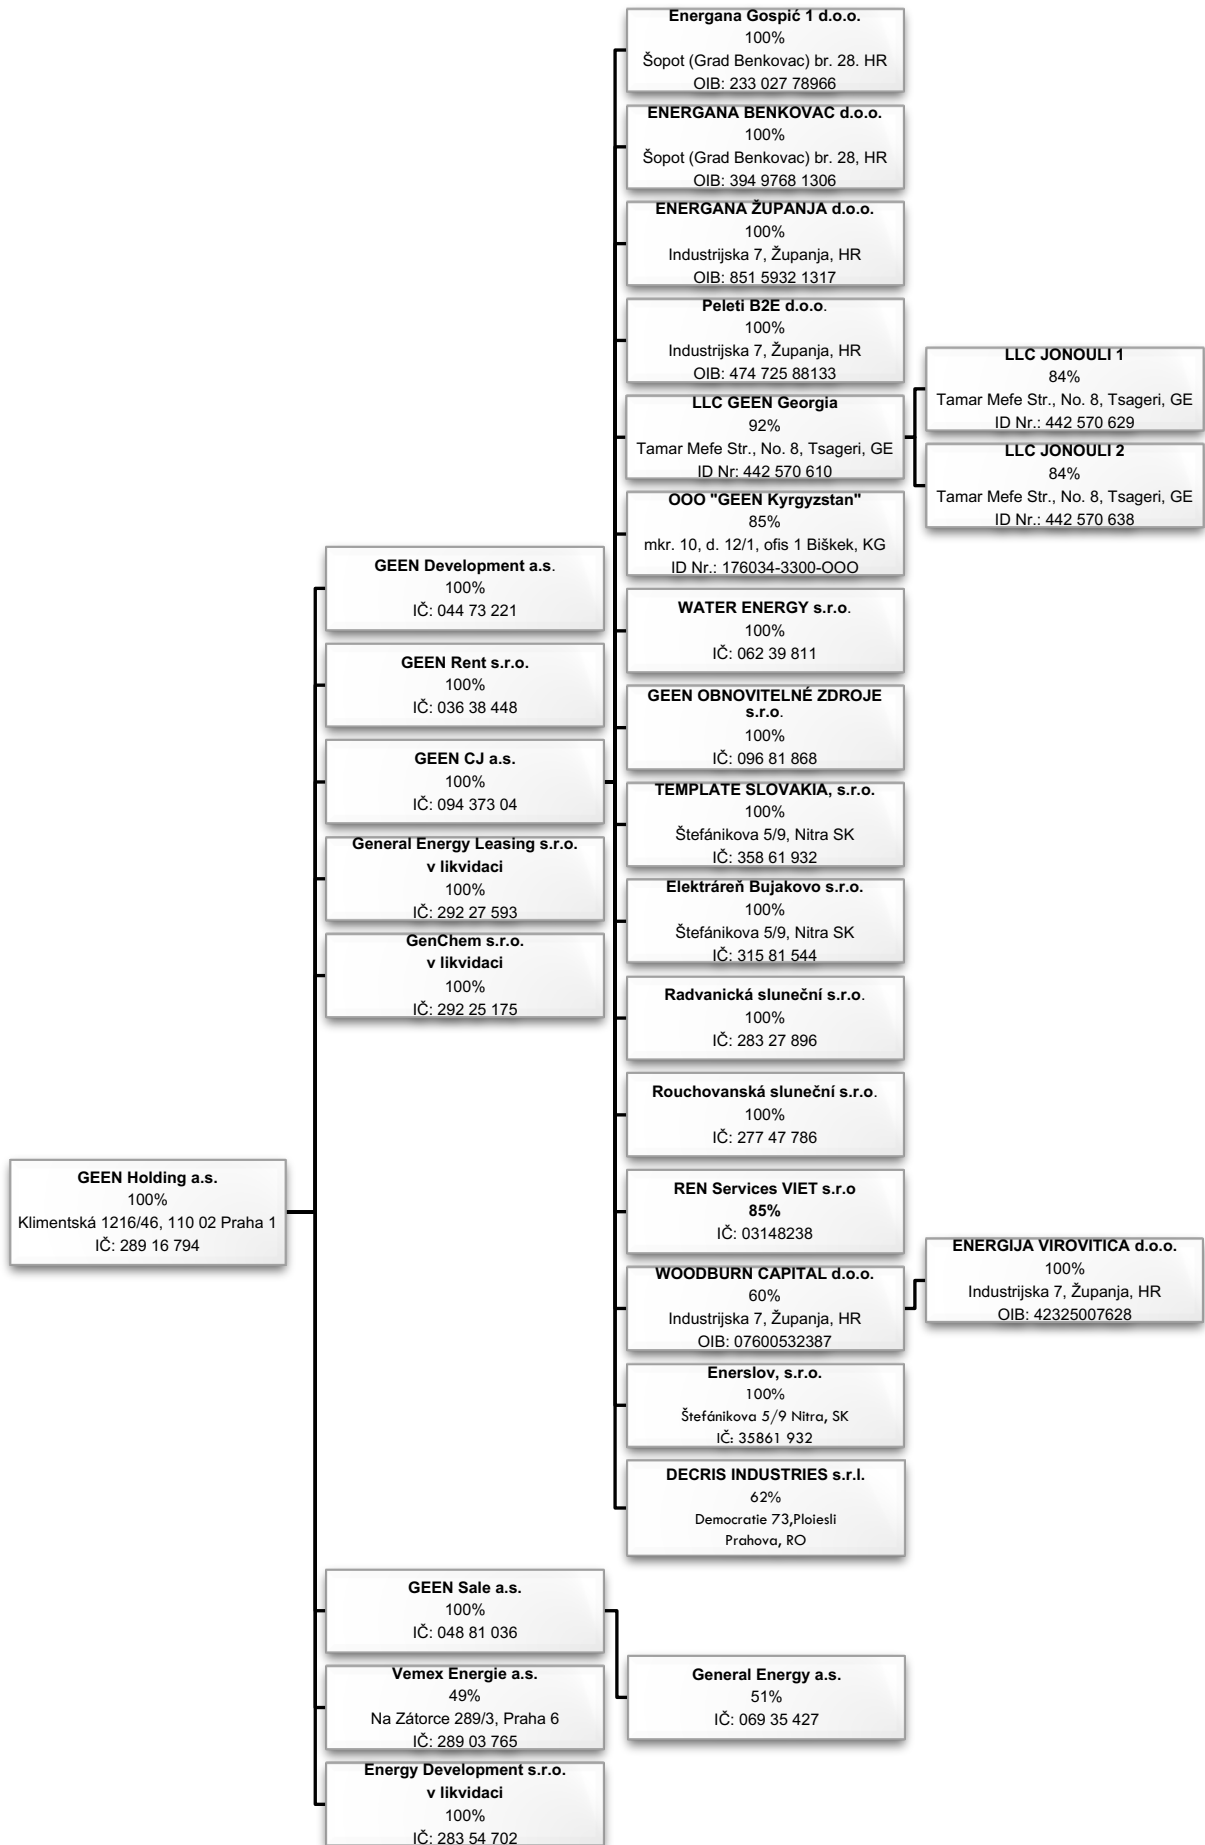 GEEN Holding a.s.
100%
Klimentská 1216/46, 110 02 Praha 1
IČ: 289 16 794
GEEN Development a.s.
100%
IČ: 044 73 221
GEEN Rent s.r.o.
100%
IČ: 036 38 448
GEEN CJ a.s.
100%
IČ: 094 373 04
General Energy Leasing s.r.o.
v likvidaci
100%
IČ: 292 27 593
GenChem s.r.o.
v likvidaci
100%
IČ: 292 25 175
GEEN Sale a.s.
100%
IČ: 048 81 036
Vemex Energie a.s.
49%
Na Zátorce 289/3, Praha 6
IČ: 289 03 765
Energy Development s.r.o.
v likvidaci
100%
IČ: 283 54 702
Energana Gospić 1 d.o.o.
100%
Šopot (Grad Benkovac) br. 28. HR
OIB: 233 027 78966
ENERGANA BENKOVAC d.o.o.
100%
Šopot (Grad Benkovac) br. 28, HR
OIB: 394 9768 1306
ENERGANA ŽUPANJA d.o.o.
100%
Industrijska 7, Županja, HR
OIB: 851 5932 1317
Peleti B2E d.o.o.
100%
Industrijska 7, Županja, HR
OIB: 474 725 88133
LLC GEEN Georgia
92%
Tamar Mefe Str., No. 8, Tsageri, GE
ID Nr: 442 570 610
OOO "GEEN Kyrgyzstan"
85%
mkr. 10, d. 12/1, ofis 1 Biškek, KG
ID Nr.: 176034-3300-OOO
WATER ENERGY s.r.o.
100%
IČ: 062 39 811
GEEN OBNOVITELNÉ ZDROJE
s.r.o.
100%
IČ: 096 81 868
TEMPLATE SLOVAKIA, s.r.o.
100%
Štefánikova 5/9, Nitra SK
IČ: 358 61 932
Elektráreň Bujakovo s.r.o.
100%
Štefánikova 5/9, Nitra SK
IČ: 315 81 544
Radvanická sluneční s.r.o.
100%
IČ: 283 27 896
Rouchovanská sluneční s.r.o.
100%
IČ: 277 47 786
REN Services VIET s.r.o
85%
IČ: 03148238
WOODBURN CAPITAL d.o.o.
60%
Industrijska 7, Županja, HR
OIB: 07600532387
Enerslov, s.r.o.
100%
Štefánikova 5/9 Nitra, SK
IČ: 35861 932
DECRIS INDUSTRIES s.r.l.
62%
Democratie 73,Ploiesli
Prahova, RO
General Energy a.s.
51%
IČ: 069 35 427
LLC JONOULI 1
84%
Tamar Mefe Str., No. 8, Tsageri, GE
ID Nr.: 442 570 629
LLC JONOULI 2
84%
Tamar Mefe Str., No. 8, Tsageri, GE
ID Nr.: 442 570 638
ENERGIJA VIROVITICA d.o.o.
100%
Industrijska 7, Županja, HR
OIB: 42325007628